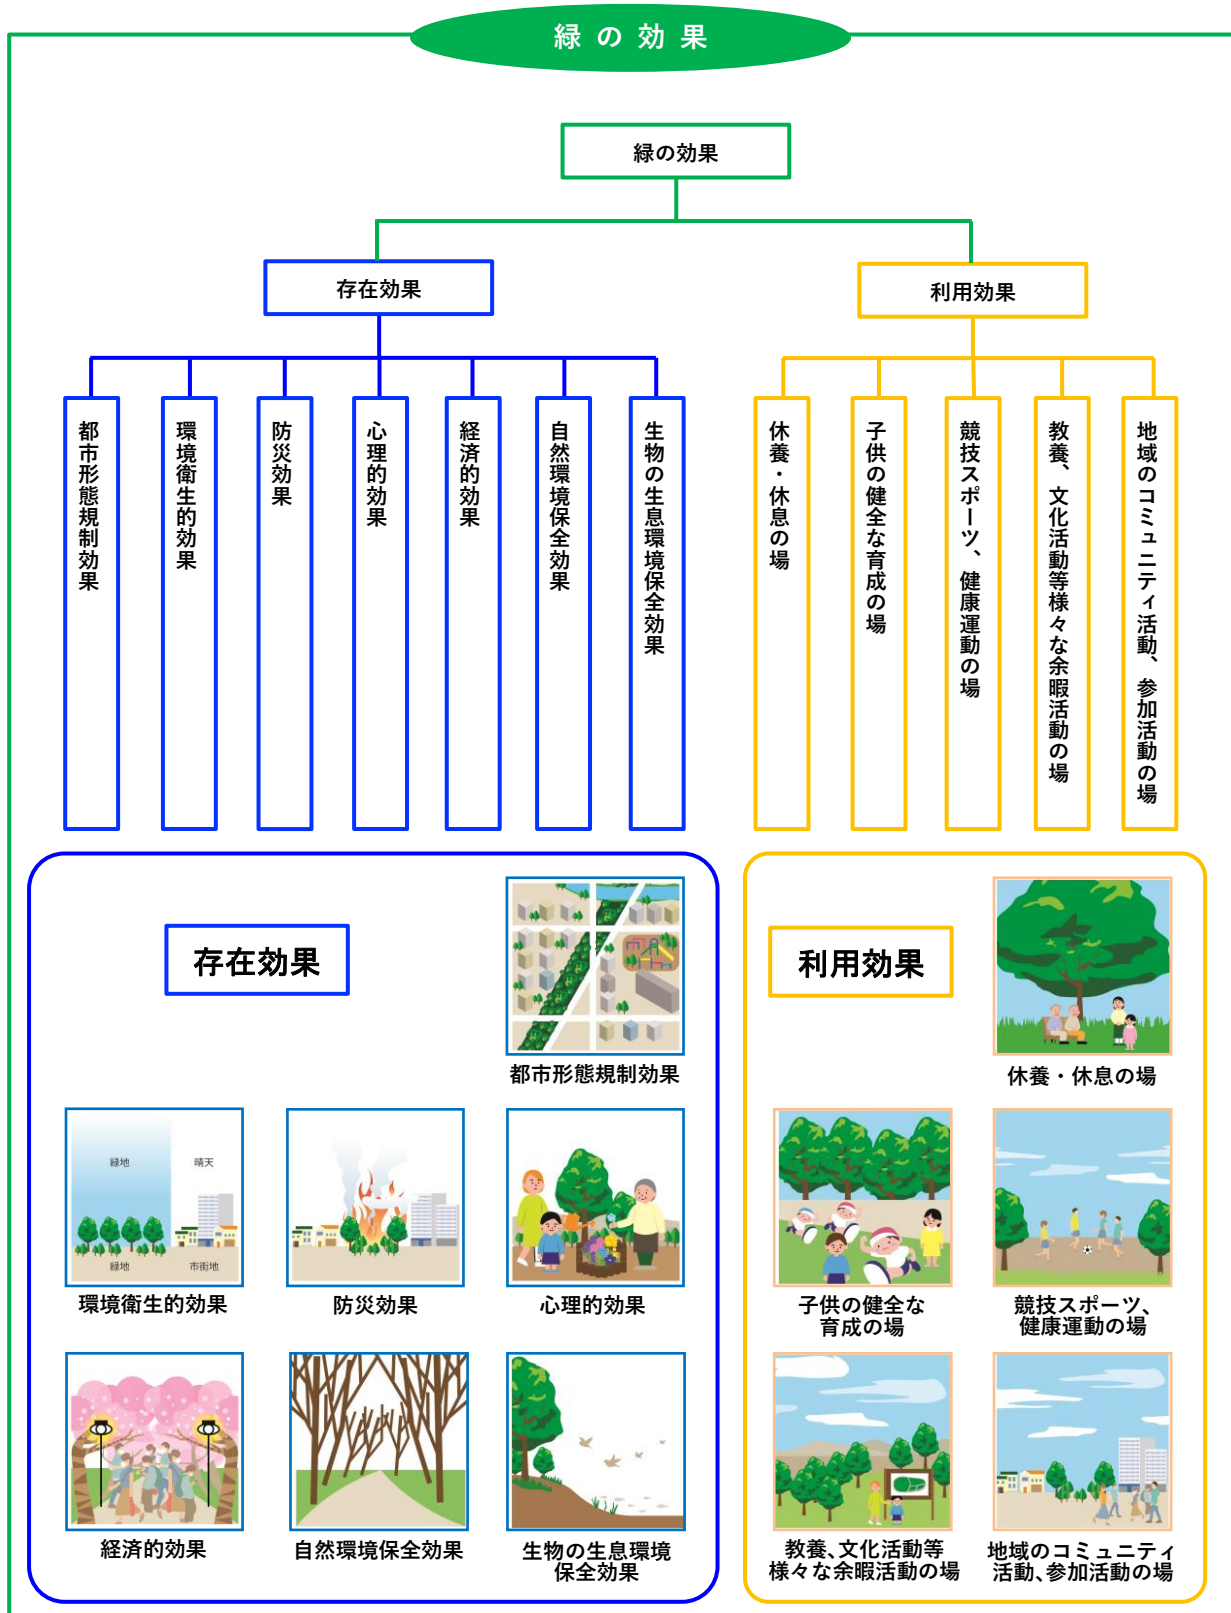 緑の効果
緑の効果
存在効果
利用効果
都市形態規制効果
環境衛生的効果
防災効果
心理的効果
経済的効果
自然環境保全効果
生物の生息環境保全効果
休養・休息の場
子供の健全な育成の場
競技スポーツ、健康運動の場
教養、文化活動等様々な余暇活動の場
地域のコミュニティ活動、参加活動の場
存在効果
都市形態規制効果
緑地
晴天
緑地
市街地
環境衛生的効果
防災効果
心理的効果
経済的効果
自然環境保全効果
生物の生息環境
保全効果
利用効果
休養・休息の場
子供の健全な
育成の場
競技スポーツ、
健康運動の場
教養、文化活動等
様々な余暇活動の場
地域のコミュニティ
活動、参加活動の場